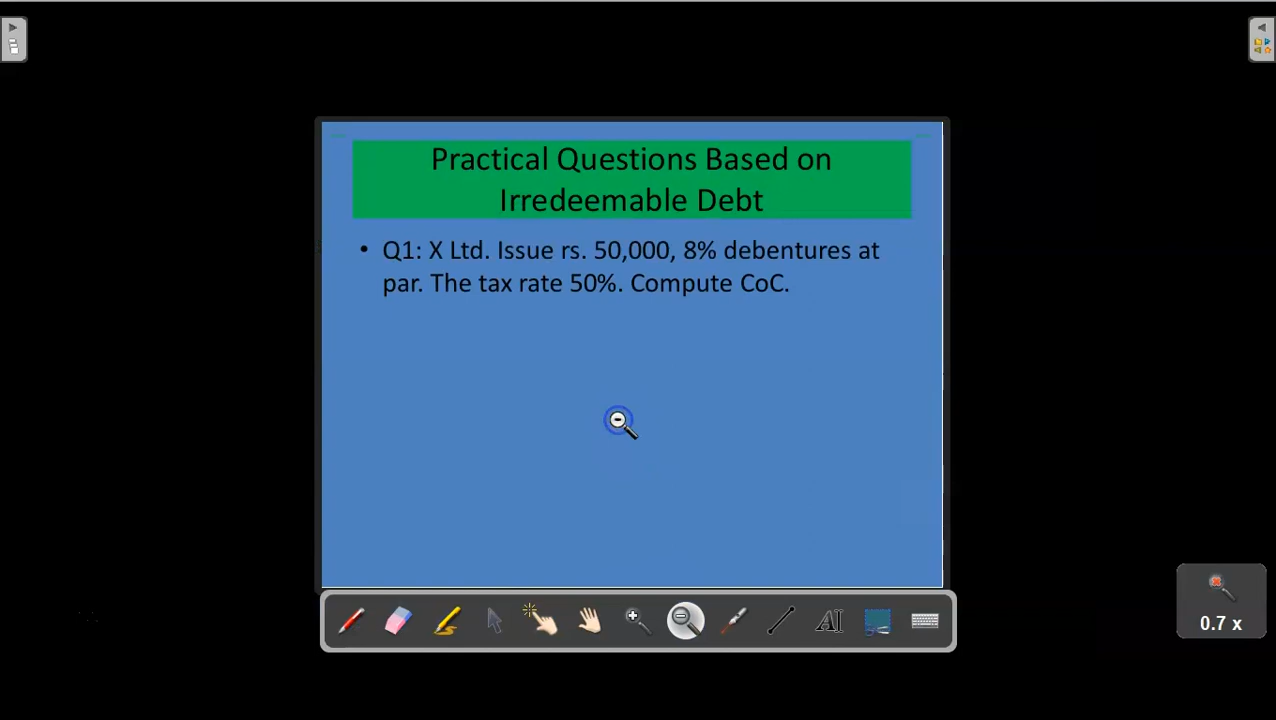 Practical Questions Based on
Irredeemable Debt
• Q1: X Ltd. Issue rs. 50,000, 8% debentures at
par. The tax rate 50%. Compute CoC.
AI
0.7 x